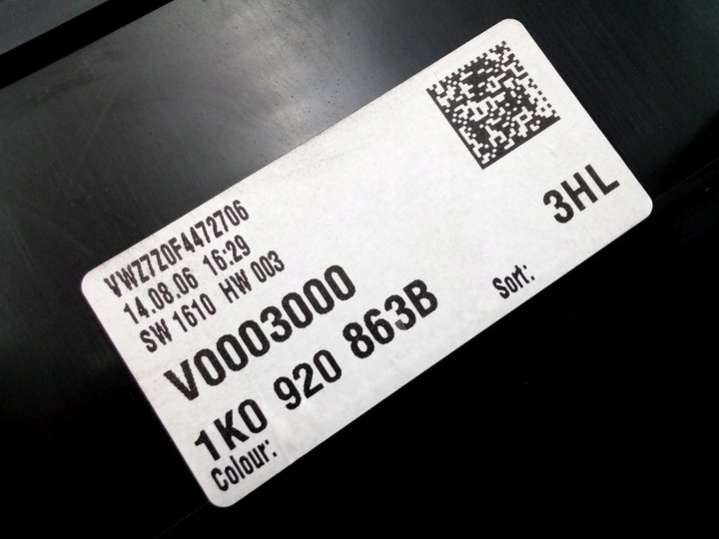 VWZ7Z0F4472706
14.08.06 16:29
SW 1610 HW 003
V0003000
1K0 920 863B
Colour:
Sort:
3HL